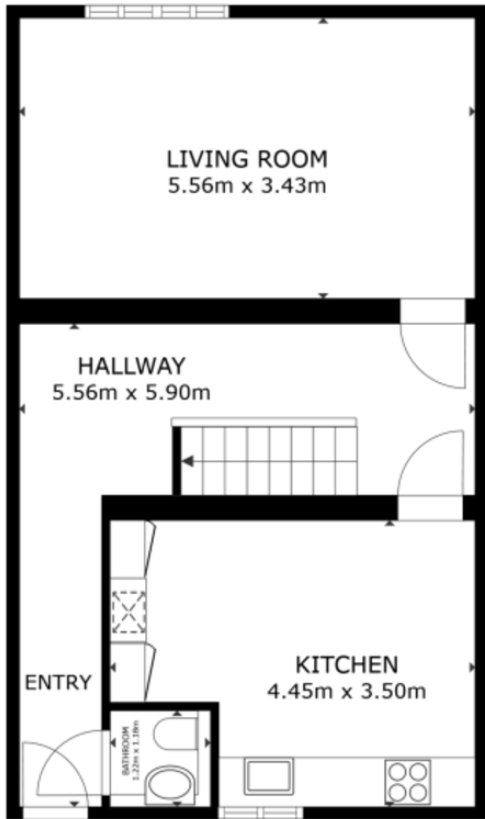 LIVING ROOM
5.56m x 3.43m
HALLWAY
5.56m x 5.90m
ENTRY
KITCHEN
4.45m x 3.50m
BATHROOM
1.22m x 1.18m